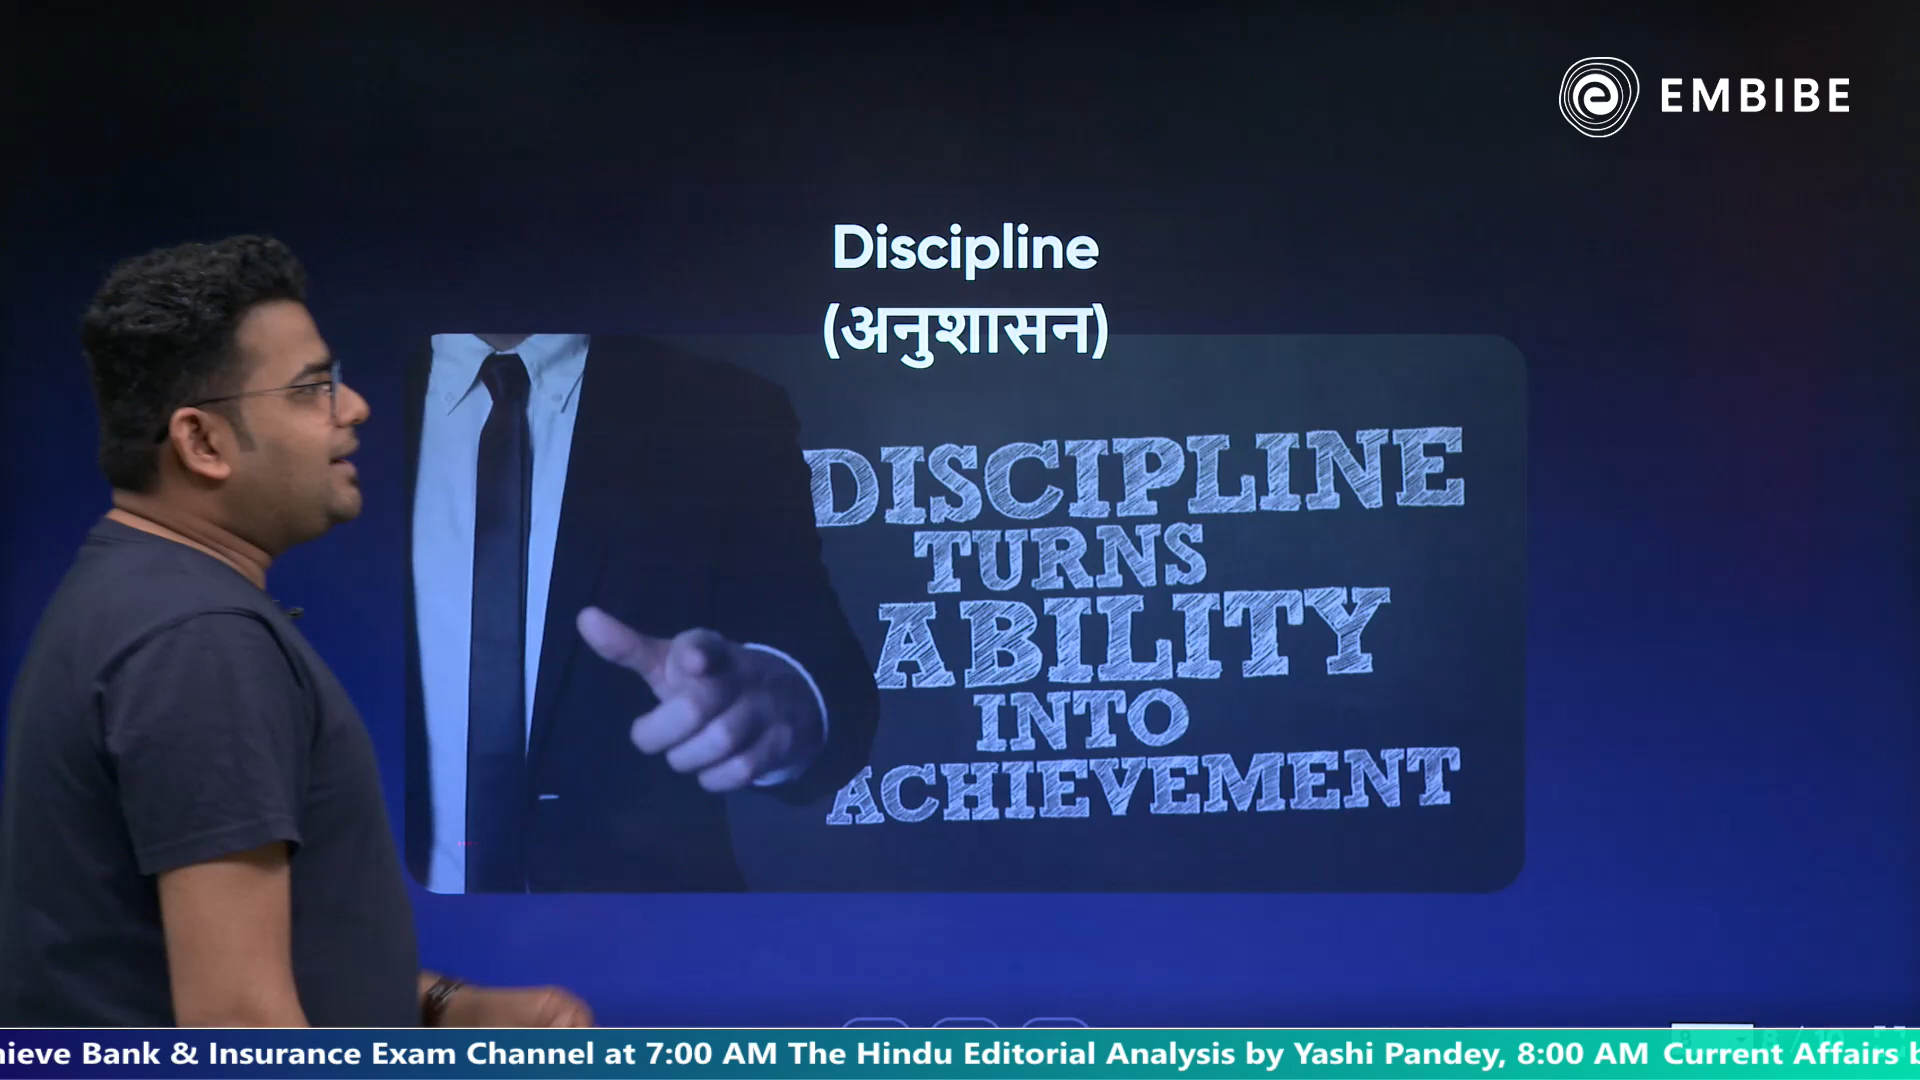 EMBIBE
Discipline
(अनुशासन)
DISCIPLINE
TURNS
ABILITY
INTO
ACHIEVEMENT
Bank & Insurance Exam Channel at 7:00 AM The Hindu Editorial Analysis by Yashi Pandey, 8:00 AM Current Affairs